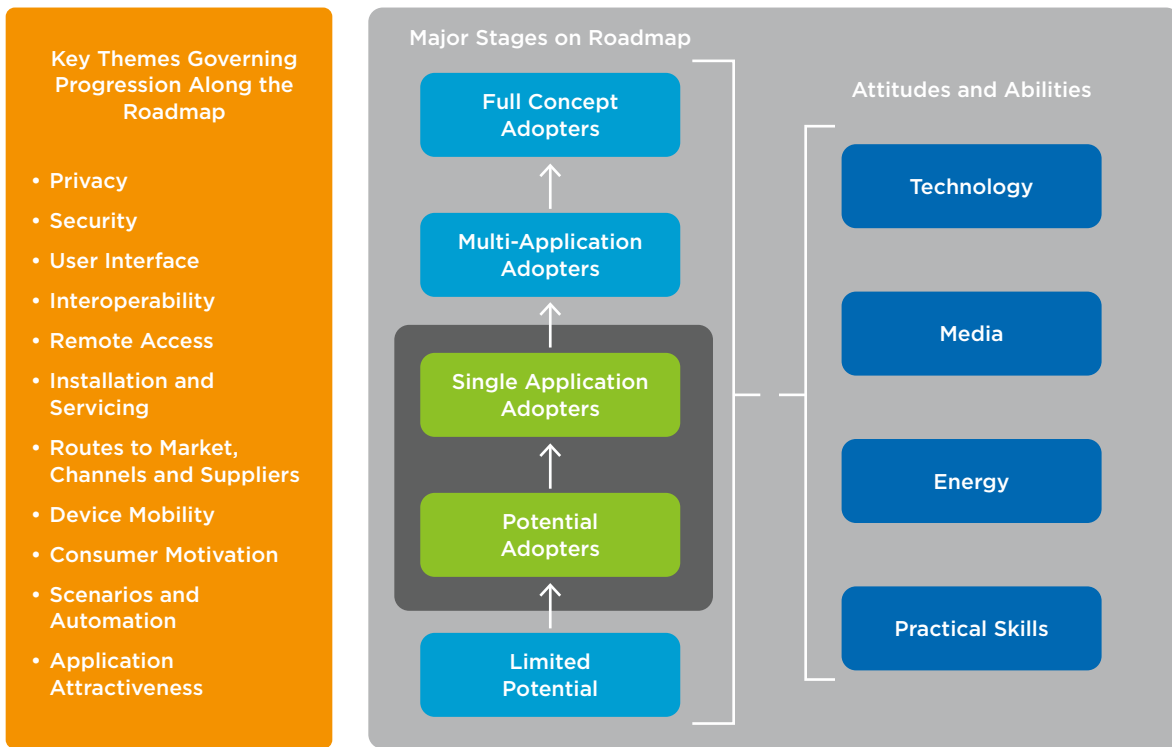 Key Themes Governing
Progression Along the
Roadmap
• Privacy
• Security
• User Interface
• Interoperability
• Remote Access
• Installation and
Servicing
• Routes to Market,
Channels and Suppliers
• Device Mobility
• Consumer Motivation
• Scenarios and
Automation
• Application
Attractiveness
Major Stages on Roadmap
Full Concept
Adopters
Multi-Application
Adopters
Single Application
Adopters
Potential
Adopters
Limited
Potential
Attitudes and Abilities
Technology
Media
Energy
Practical Skills